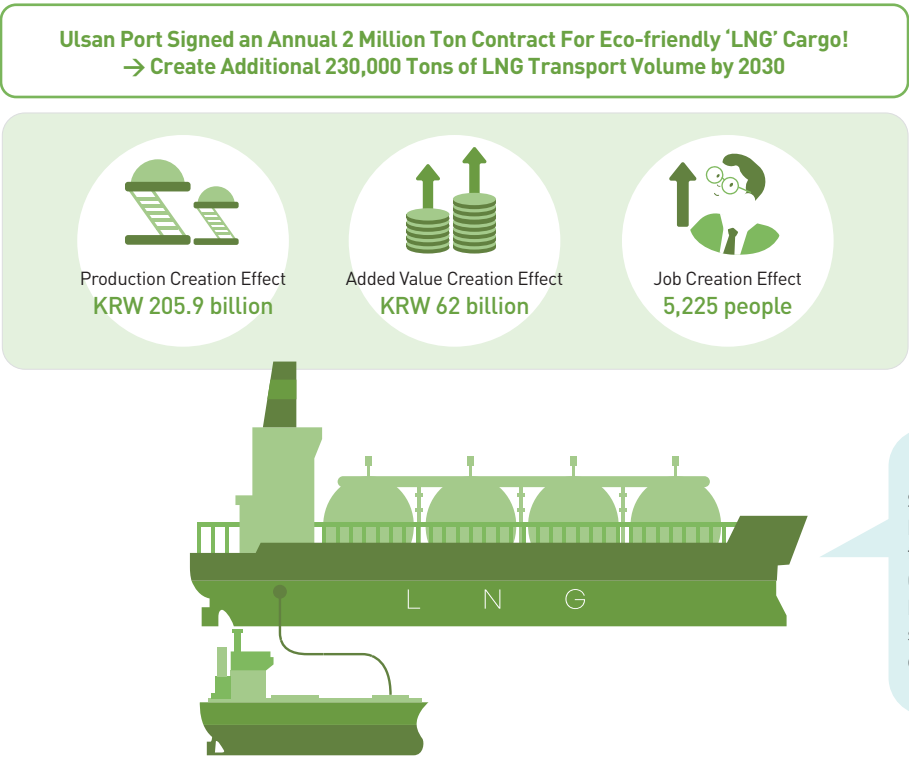 Ulsan Port Signed an Annual 2 Million Ton Contract For Eco-friendly ‘LNG’ Cargo!
→ Create Additional 230,000 Tons of LNG Transport Volume by 2030
Production Creation Effect
KRW 205.9 billion
Added Value Creation Effect
KRW 62 billion
Job Creation Effect
5,225 people
L N G